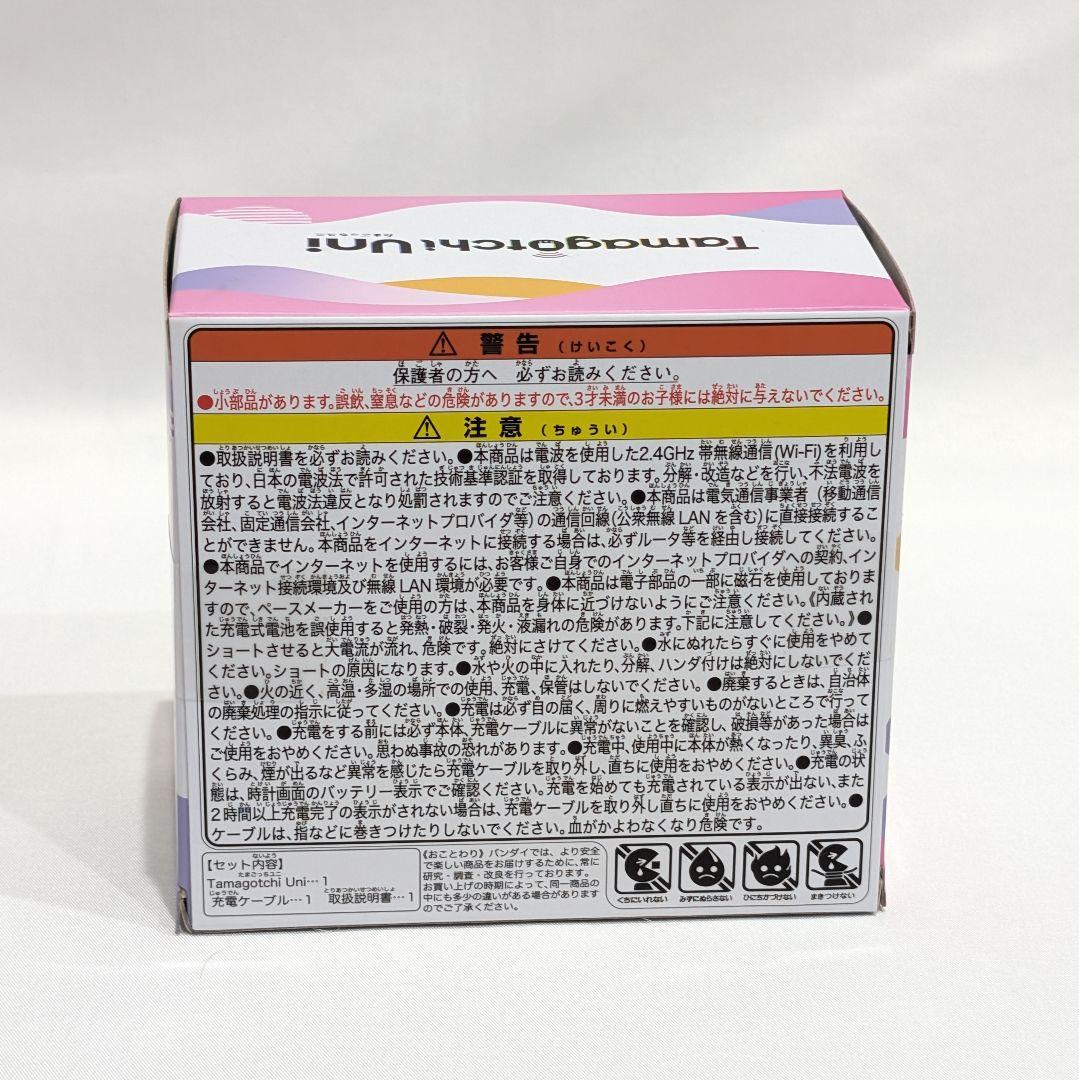 Tamagotchi Uni
たまごっちユニ
⚠ 警告 (けいこく)
保護者の方へ 必ずお読みください。
●小部品があります。誤飲、窒息などの危険がありますので、3才未満のお子様には絶対に与えないでください。
⚠ 注意 (ちゅうい)
●取扱説明書を必ずお読みください。●本商品は電波を使用した2.4GHz 帯無線通信(Wi-Fi)を利用し
ており、日本の電波法で許可された技術基準認証を取得しております。分解・改造などを行い、不法電波を
放射すると電波法違反となり処罰されますのでご注意ください。●本商品は電気通信事業者（移動通信
会社、固定通信会社、インターネットプロバイダ等）の通信回線(公衆無線 LANを含む)に直接接続するこ
とができません。本商品をインターネットに接続する場合は、必ずルータ等を経由し接続してください。
●本商品でインターネットを使用するには、お客様ご自身でのインターネットプロバイダへの契約、インタ
ーネット接続環境及び無線 LAN 環境が必要です。●本商品は電子部品の一部に磁石を使用しておりま
すので、ペースメーカーをご使用の方は、本商品を身体に近づけないようにご注意ください。《内蔵され
た充電式電池を誤使用すると発熱・破裂・発火・液漏れの危険があります。下記に注意してください。》●
ショートさせると大電流が流れ、危険です。絶対にさけてください。●水にぬれたらすぐに使用をやめて
ください。ショートの原因になります。●水や火の中に入れたり、分解、ハンダ付けは絶対にしないでくだ
さい。●火の近く、高温・多湿の場所での使用、充電、保管はしないでください。●廃棄するときは、自治体
の廃棄処理の指示に従ってください。●充電は必ず目の届く、周りに燃えやすいものがないところで行って
ください。●充電をする前には必ず本体、充電ケーブルに異常がないことを確認し、破損等があった場合は
ご使用をおやめください。思わぬ事故の恐れがあります。●充電中、使用中に本体が熱くなったり、異臭、ふ
くらみ、煙が出るなど異常を感じたら充電ケーブルを取り外し、直ちに使用をおやめください。●充電の状
態は、時計画面のバッテリー表示でご確認ください。充電を始めても充電されている表示が出ない、また
2時間以上充電完了の表示がされない場合は、充電ケーブルを取り外し直ちに使用をおやめください。●
ケーブルは、指などに巻きつけたりしないでください。血がかよわなくなり危険です。
【セット内容】
たまごっちユニ
Tamagotchi Uni…1
充電ケーブル…1 取扱説明書…1
《おことわり》バンダイでは、より安全
で楽しい商品をお届けするために、常に
研究・調査・改良を行っております。
お買い上げの時期によって、同一商品の
中にも多少の違いがある場合があります
のでご了承ください。
くちにいれない みずにぬらさない ひにちかづけない まきつけない